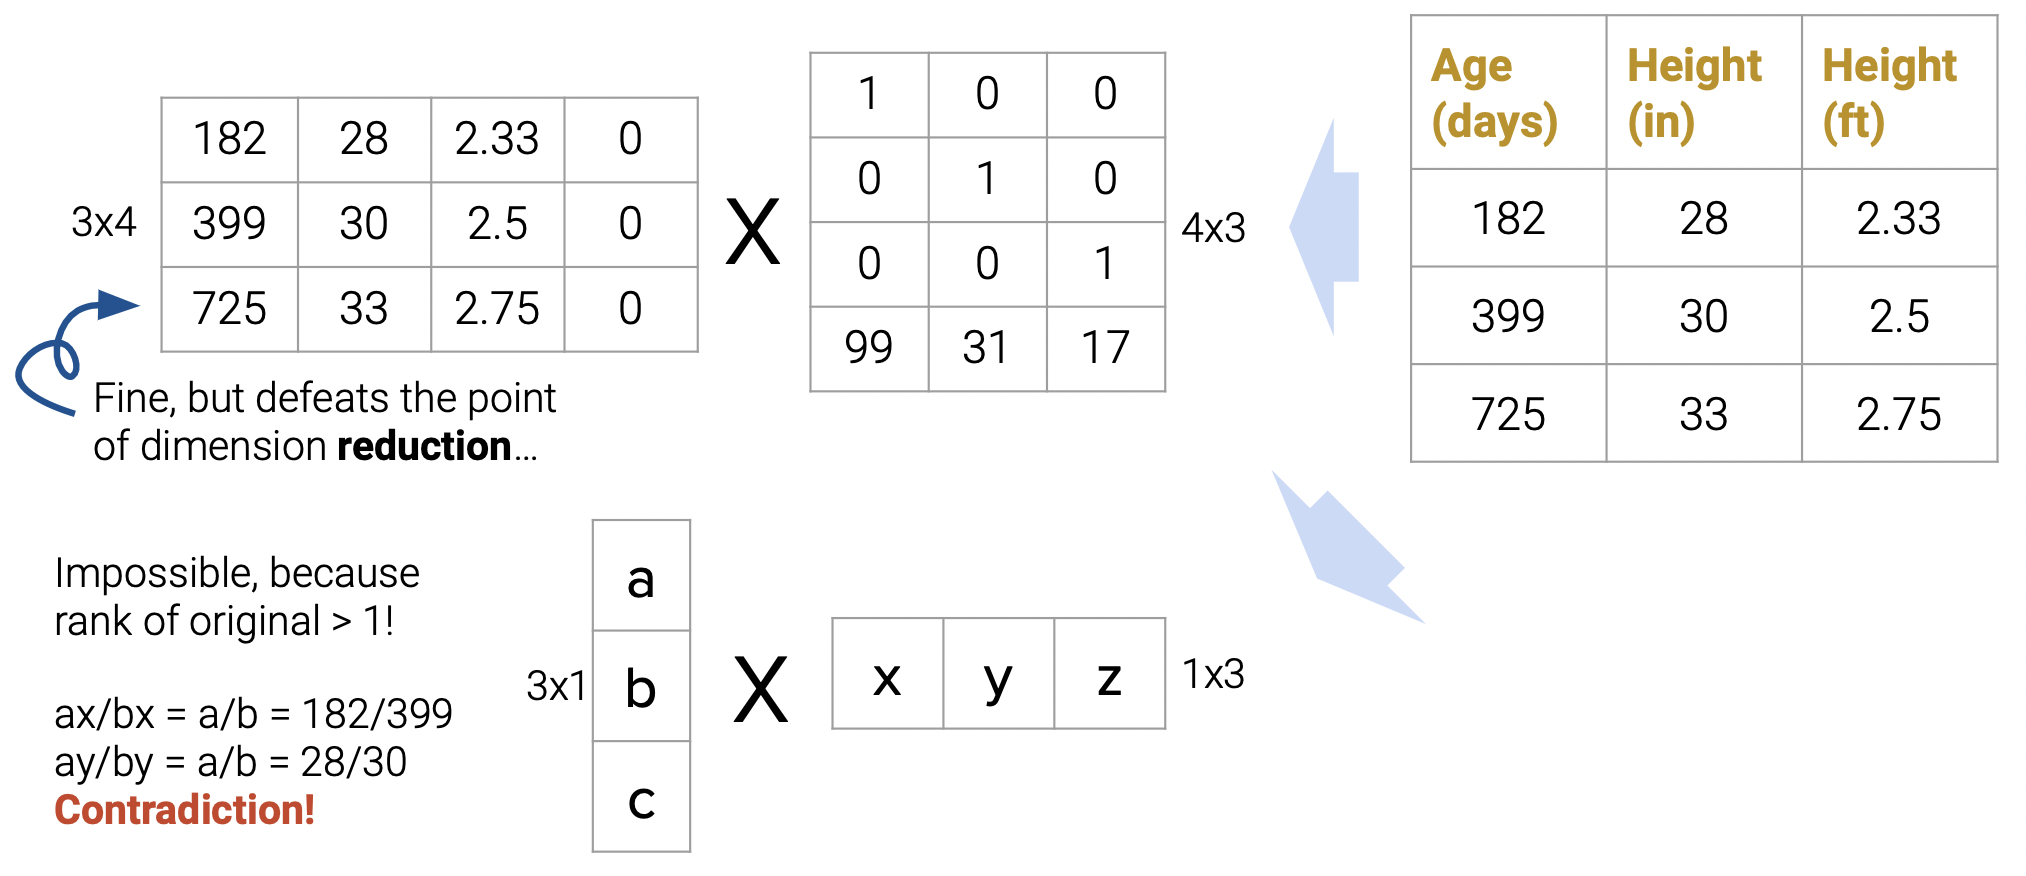 3x4
182 28 2.33 0
399 30 2.5 0
725 33 2.75 0
X
1 0 0
0 1 0
0 0 1
99 31 17
4x3
Fine, but defeats the point
of dimension reduction...
Age
(days)
Height
(in)
Height
(ft)
182 28 2.33
399 30 2.5
725 33 2.75
Impossible, because
rank of original > 1!
ax/bx = a/b = 182/399
ay/by = a/b = 28/30
Contradiction!
3x1
a
b
c
X
x y z
1x3